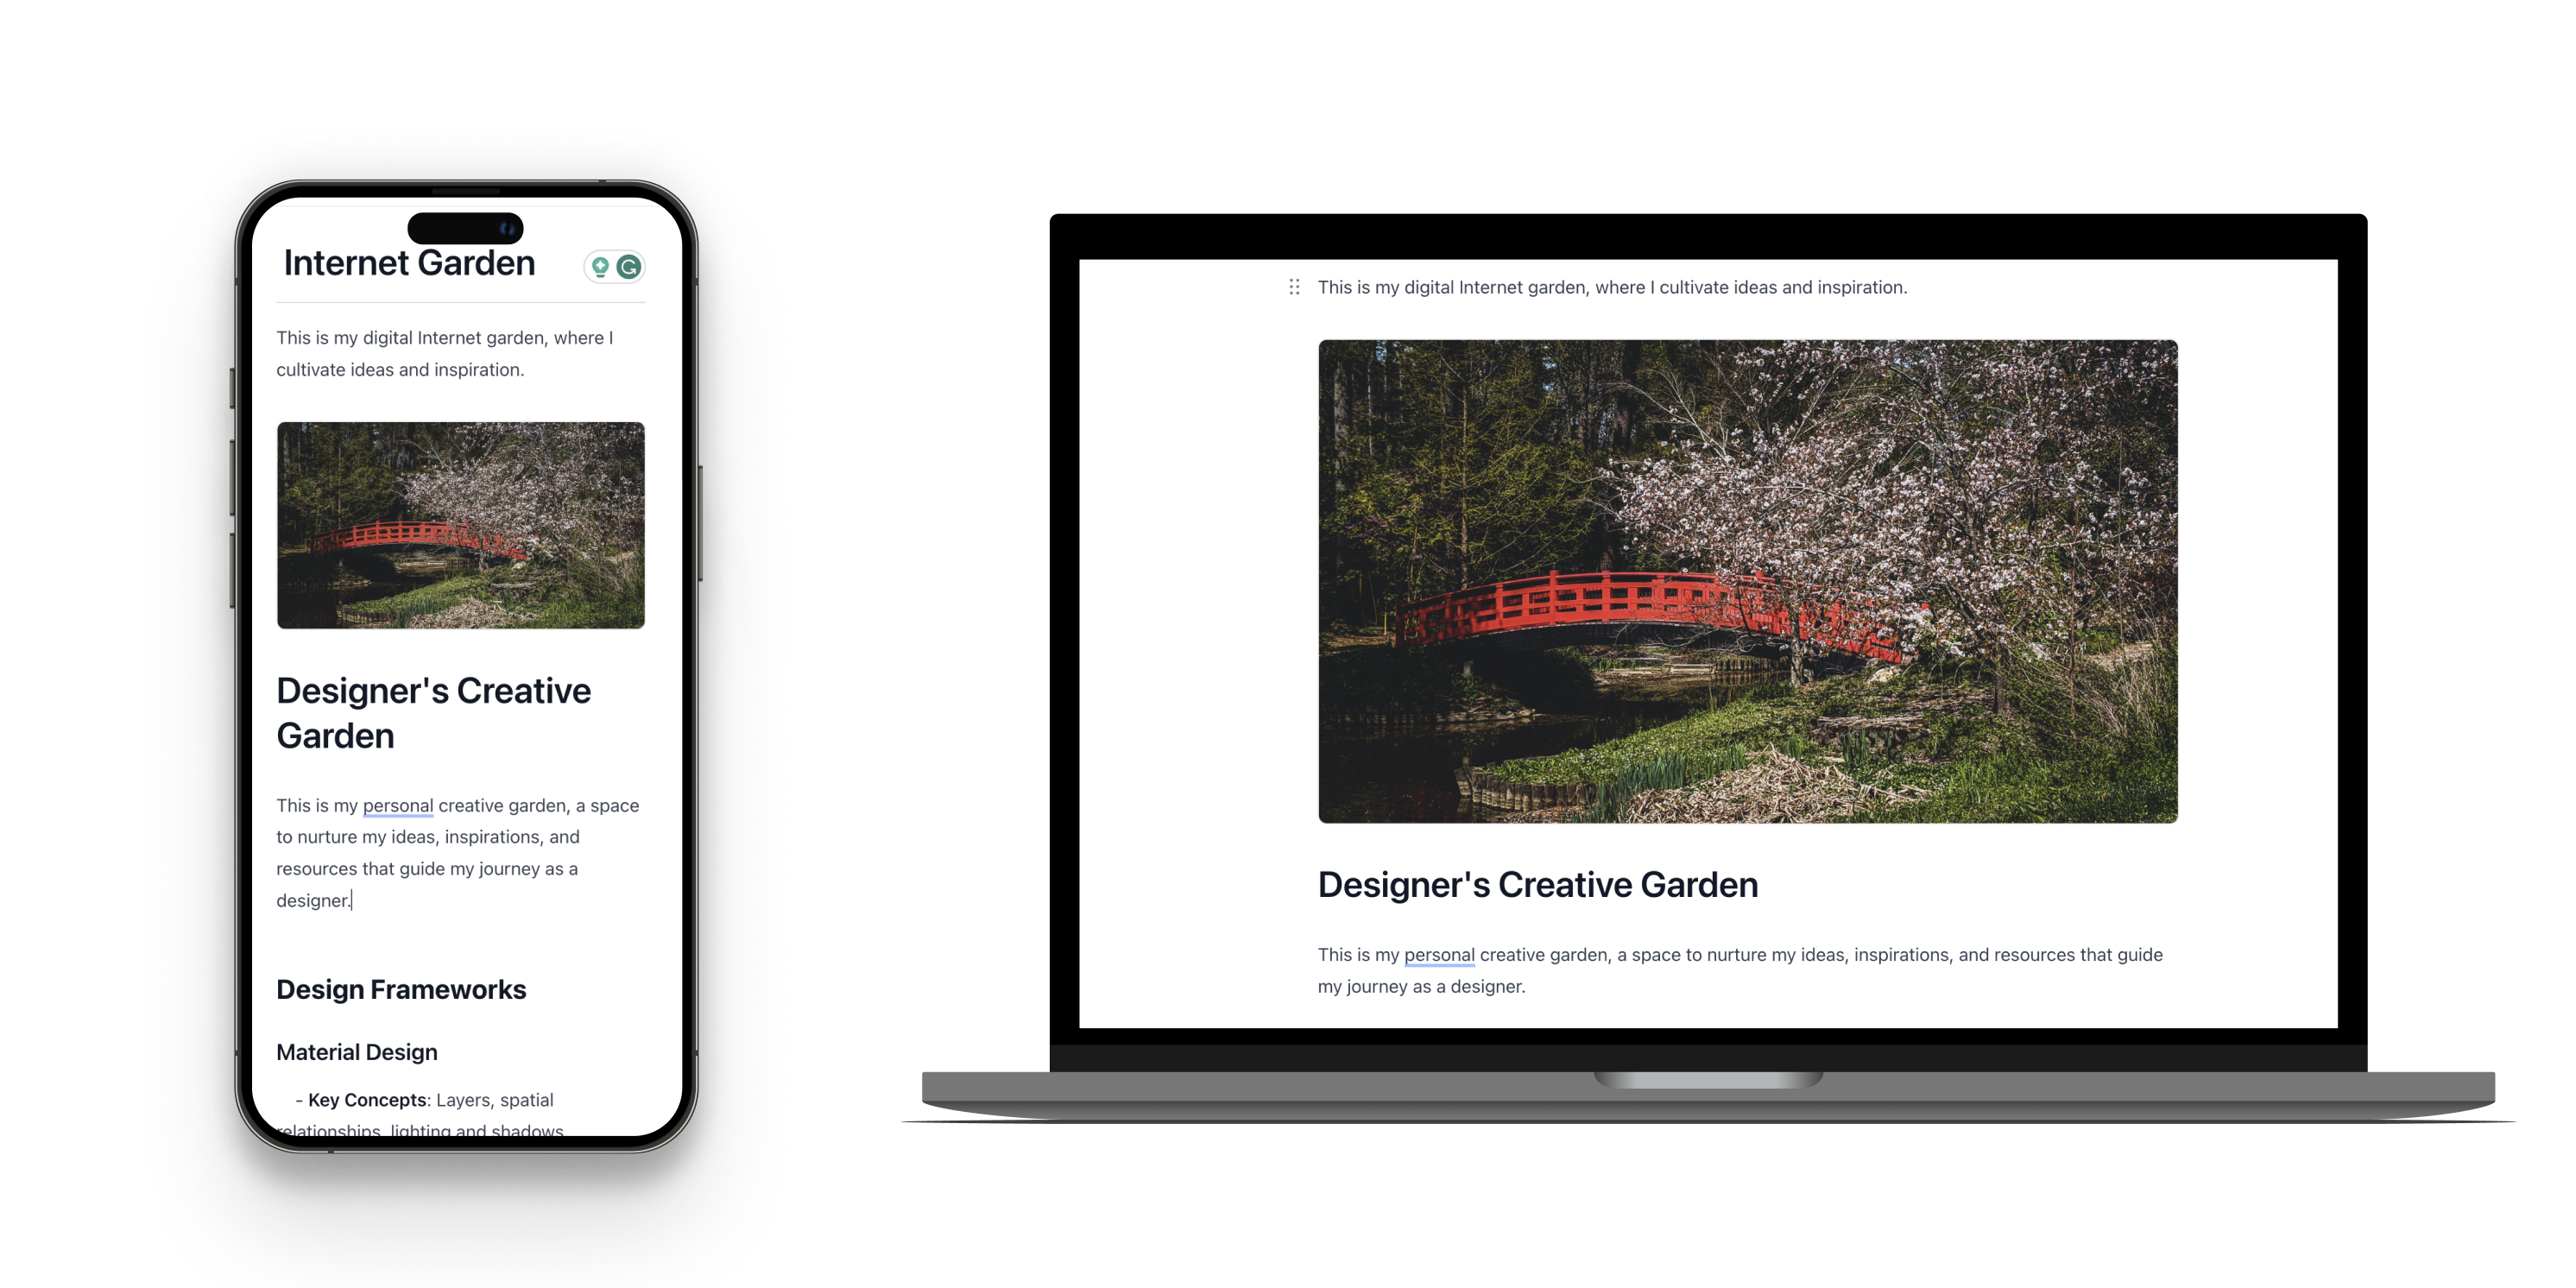 Internet Garden
This is my digital Internet garden, where I
cultivate ideas and inspiration.
Designer's Creative
Garden
This is my personal creative garden, a space
to nurture my ideas, inspirations, and
resources that guide my journey as a
designer.
Design Frameworks
Material Design
- Key Concepts: Layers, spatial
relationships, lighting and shadows
This is my digital Internet garden, where I cultivate ideas and inspiration.
Designer's Creative Garden
This is my personal creative garden, a space to nurture my ideas, inspirations, and resources that guide
my journey as a designer.